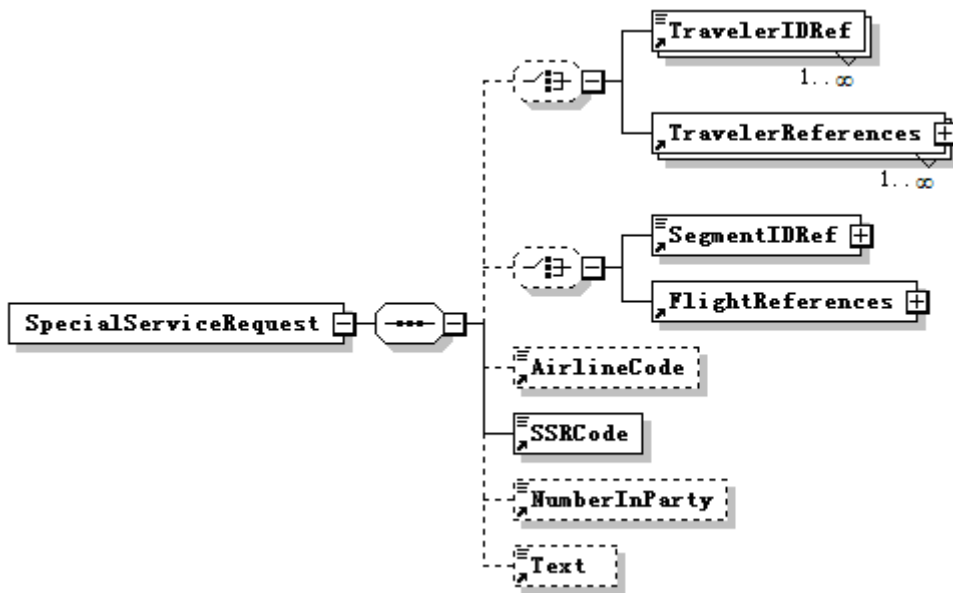 TravelerIDRef
1..∞
TravelerReferences
1..∞
SegmentIDRef
FlightReferences
SpecialServiceRequest
AirlineCode
SSRCode
NumberInParty
Text